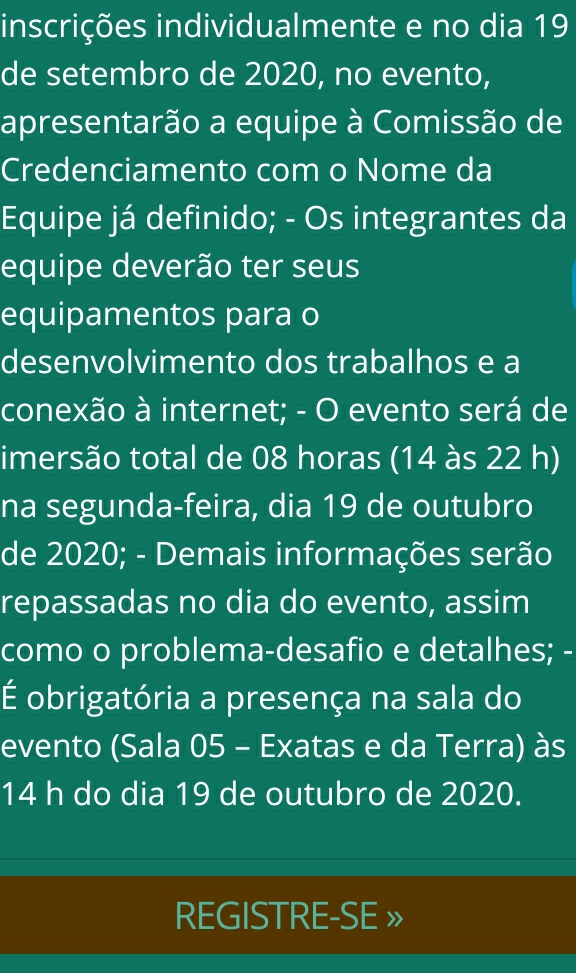 inscrições individualmente e no dia 19
de setembro de 2020, no evento,
apresentarão a equipe à Comissão de
Credenciamento com o Nome da
Equipe já definido; - Os integrantes da
equipe deverão ter seus
equipamentos para o
desenvolvimento dos trabalhos e a
conexão à internet; - O evento será de
imersão total de 08 horas (14 às 22 h)
na segunda-feira, dia 19 de outubro
de 2020; - Demais informações serão
repassadas no dia do evento, assim
como o problema-desafio e detalhes; -
É obrigatória a presença na sala do
evento (Sala 05 – Exatas e da Terra) às
14 h do dia 19 de outubro de 2020.
REGISTRE-SE »